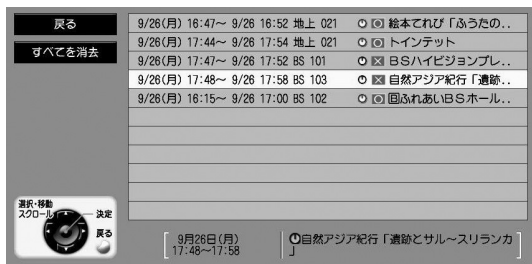 戻る
すべてを消去
9/26(月) 16:47～ 9/26 16:52 地上 021 絵本てれび「ふうたの‥
9/26(月) 17:44～ 9/26 17:54 地上 021 トインテット
9/26(月) 17:47～ 9/26 17:52 BS 101 BSハイビジョンプレ‥
9/26(月) 17:48～ 9/26 17:58 BS 103 自然アジア紀行「遺跡‥
9/26(月) 16:15～ 9/26 17:00 BS 102 回ふれあいBSホール‥
選択・移動
スクロール
決定
戻る
9月26日(月)
17:48～17:58
自然アジア紀行「遺跡とサル～スリランカ
」